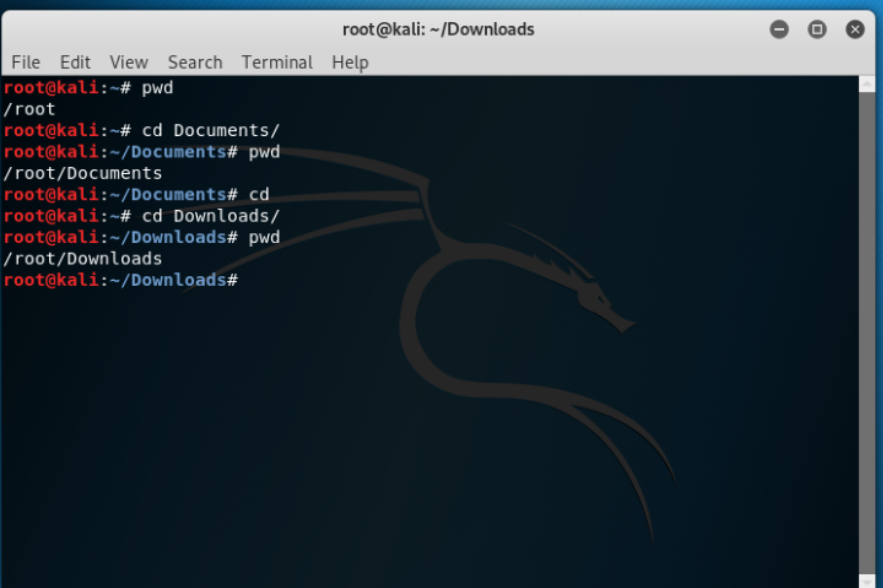 root@kali: ~/Downloads
File Edit View Search Terminal Help
root@kali:~# pwd
/root
root@kali:~# cd Documents/
root@kali:~/Documents# pwd
/root/Documents
root@kali:~/Documents# cd
root@kali:~# cd Downloads/
root@kali:~/Downloads# pwd
/root/Downloads
root@kali:~/Downloads#